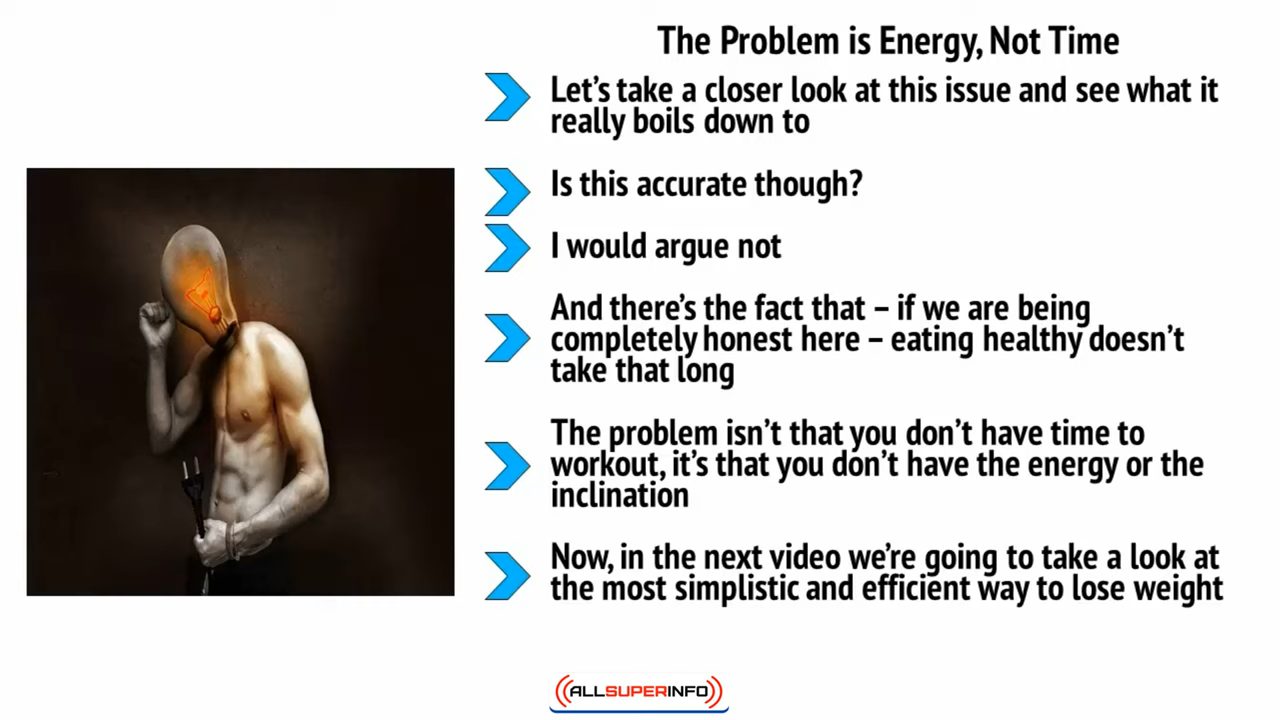 The Problem is Energy, Not Time
Let's take a closer look at this issue and see what it
really boils down to
Is this accurate though?
I would argue not
And there's the fact that – if we are being
completely honest here – eating healthy doesn't
take that long
The problem isn't that you don't have time to
workout, it's that you don't have the energy or the
inclination
Now, in the next video we're going to take a look at
the most simplistic and efficient way to lose weight
ALLSUPERINFO